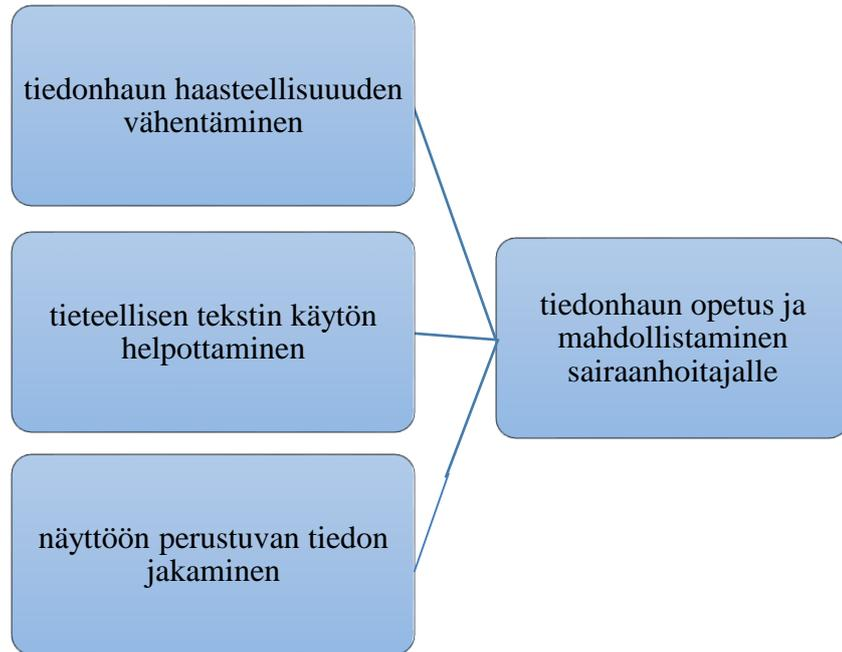 tiedonhaun haasteellisuuuden
vähentäminen
tieteellisen tekstin käytön
helpottaminen
näyttöön perustuvan tiedon
jakaminen
tiedonhaun opetus ja
mahdollistaminen
sairaanhoitajalle